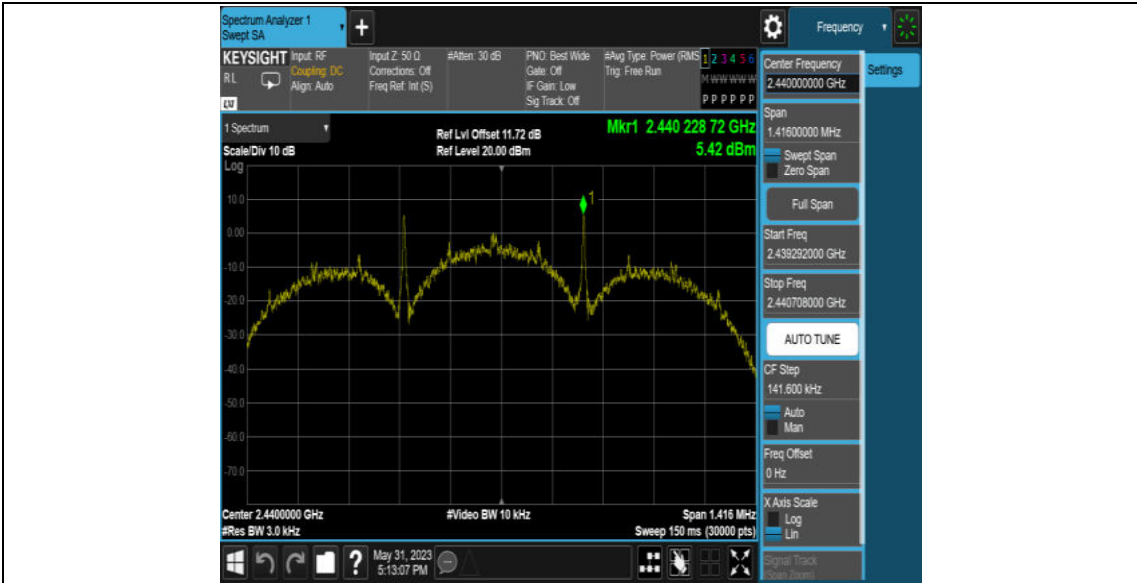 Spectrum Analyzer 1
Swept SA
+
Frequency
KEYSIGHT
RL
LXI
Input: RF
Coupling: DC
Align: Auto
Input Z: 50 Ω
Corrections: Off
Freq Ref: Int (S)
#Atten: 30 dB
PNO: Best Wide
Gate: Off
IF Gain: Low
Sig Track: Off
#Avg Type: Power (RMS
Trig: Free Run
1 2 3 4 5 6
M W W W W W
P P P P P P
Center Frequency
2.440000000 GHz
Settings
Span
1.41600000 MHz
Swept Span
Zero Span
Full Span
Start Freq
2.439292000 GHz
Stop Freq
2.440708000 GHz
AUTO TUNE
CF Step
141.600 kHz
Auto
Man
Freq Offset
0 Hz
X Axis Scale
Log
Lin
Signal Track
(Span Zoom)
1 Spectrum
Scale/Div 10 dB
Ref Lvl Offset 11.72 dB
Ref Level 20.00 dBm
Mkr1 2.440 228 72 GHz
5.42 dBm
Log
1
10.0
0.00
-10.0
-20.0
-30.0
-40.0
-50.0
-60.0
-70.0
Center 2.4400000 GHz
#Res BW 3.0 kHz
#Video BW 10 kHz
Span 1.416 MHz
Sweep 150 ms (30000 pts)
?
May 31, 2023
5:13:07 PM